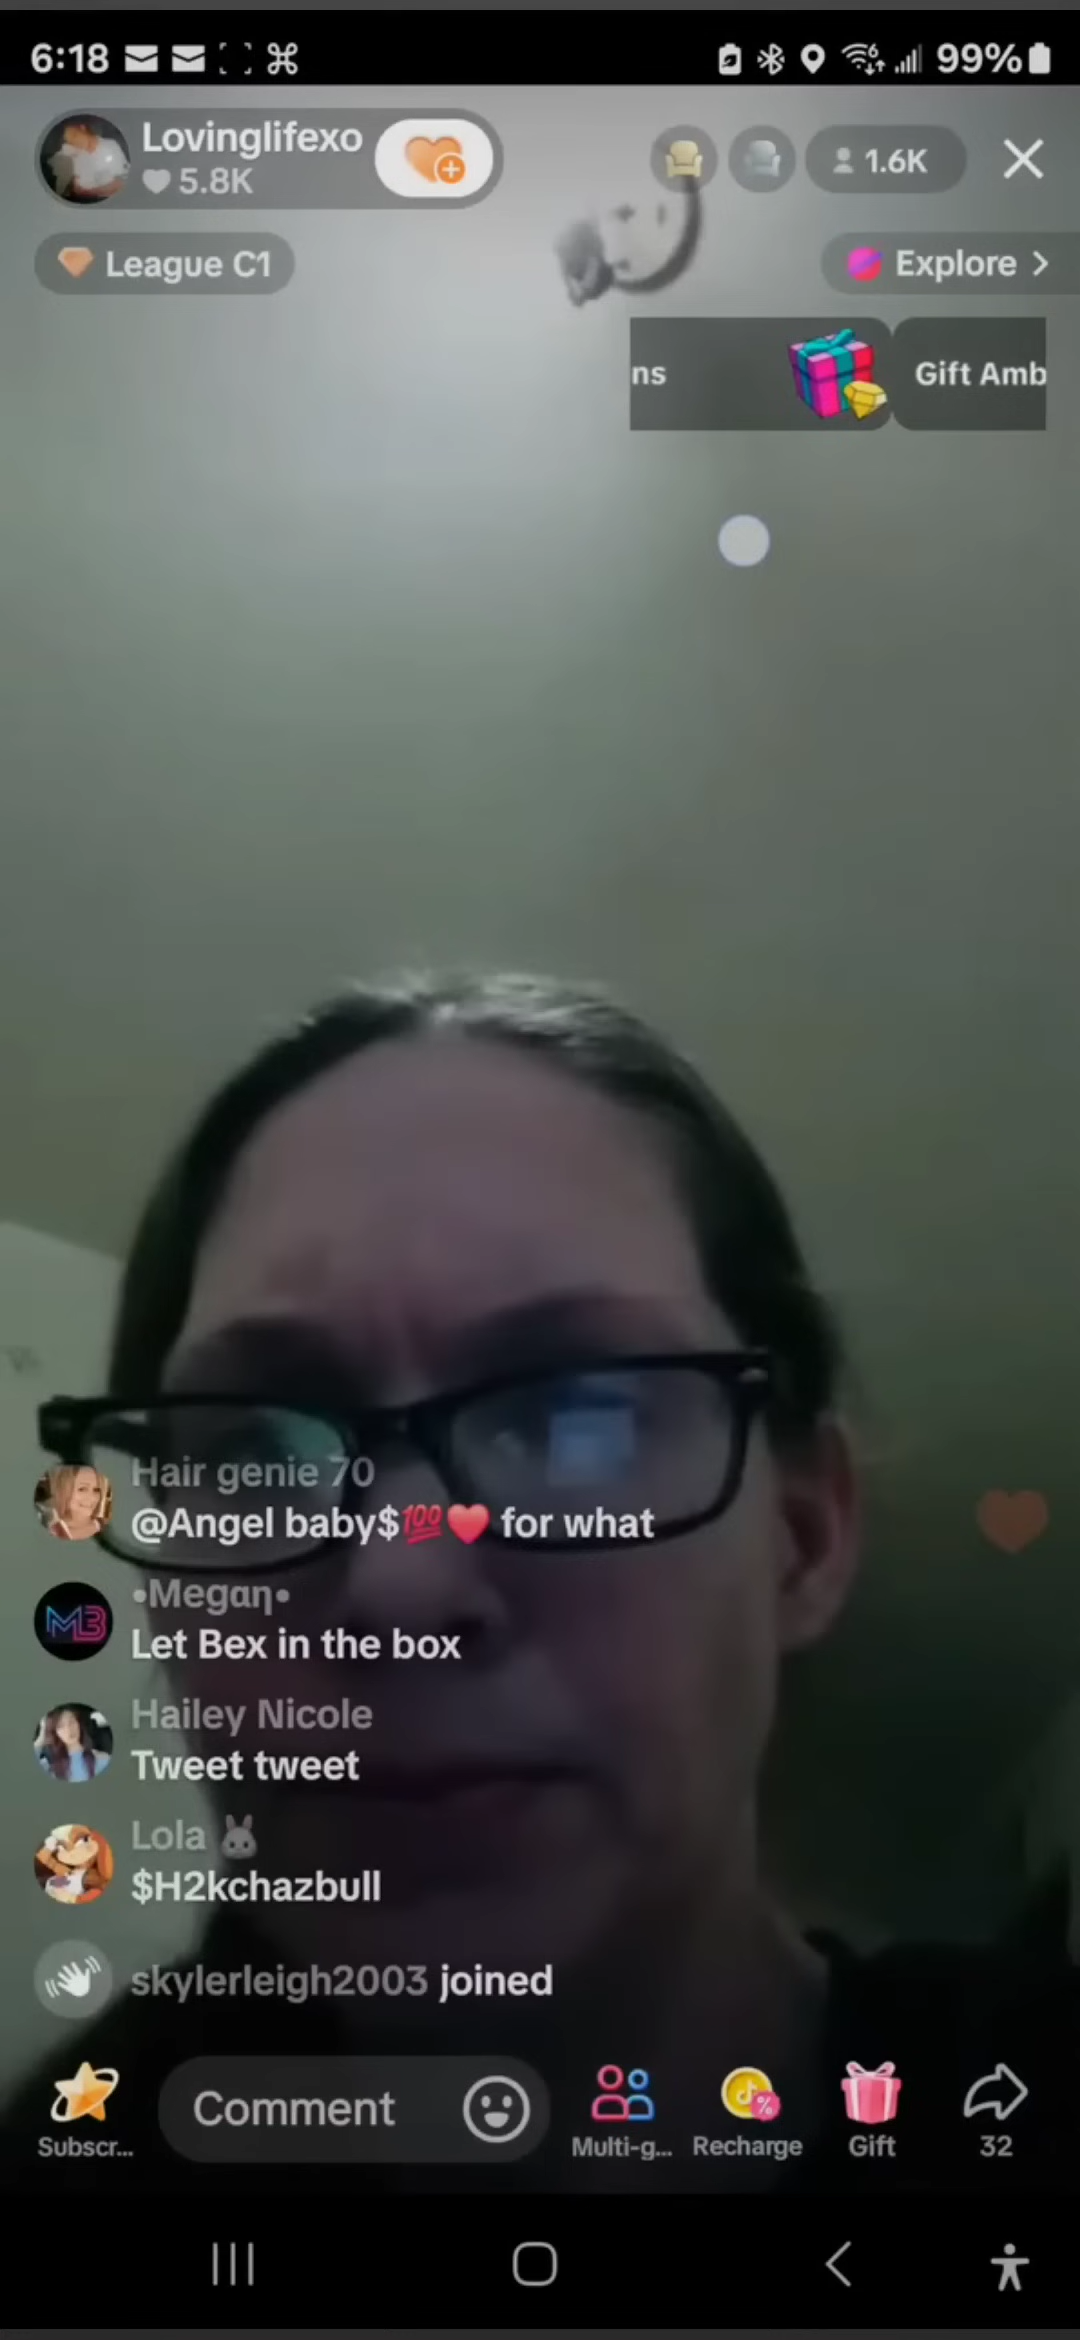 6:18
99%
Lovinglifexo
5.8K
1.6K
League C1
Explore >
ns
Gift Amb
Hair genie 70
@Angel baby$💯❤️ for what
•Megαη•
Let Bex in the box
MB
Hailey Nicole
Tweet tweet
Lola 🐰
$H2kchazbull
skylerleigh2003 joined
Comment
Subscr...
Multi-g...
Recharge
Gift
32